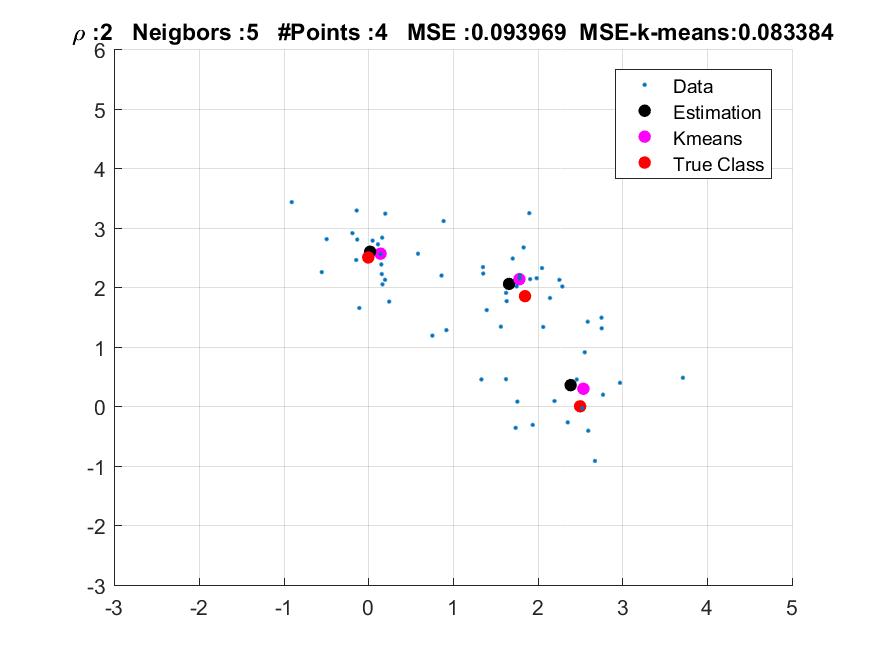 ρ :2 Neigbors :5 #Points :4 MSE :0.093969 MSE-k-means:0.083384
6
5
4
3
2
1
0
-1
-2
-3
-3 -2 -1 0 1 2 3 4 5
Data
Estimation
Kmeans
True Class